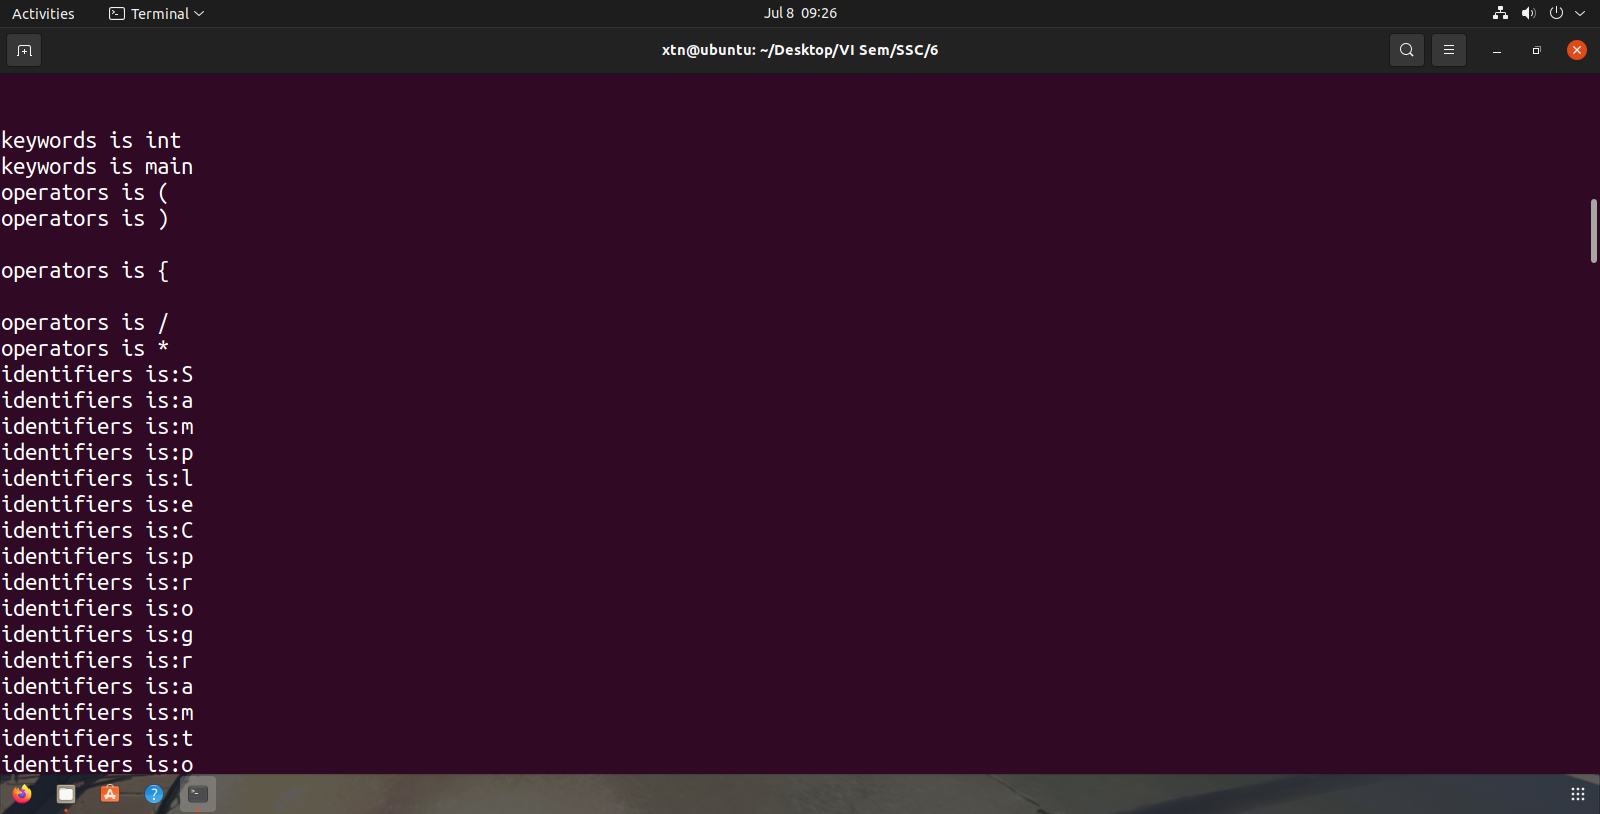 Activities
Terminal
Jul 8 09:26
xtn@ubuntu: ~/Desktop/VI Sem/SSC/6
keywords is int
keywords is main
operators is (
operators is )
operators is {
operators is /
operators is *
identifiers is:S
identifiers is:a
identifiers is:m
identifiers is:p
identifiers is:l
identifiers is:e
identifiers is:C
identifiers is:p
identifiers is:r
identifiers is:o
identifiers is:g
identifiers is:r
identifiers is:a
identifiers is:m
identifiers is:t
identifiers is:o